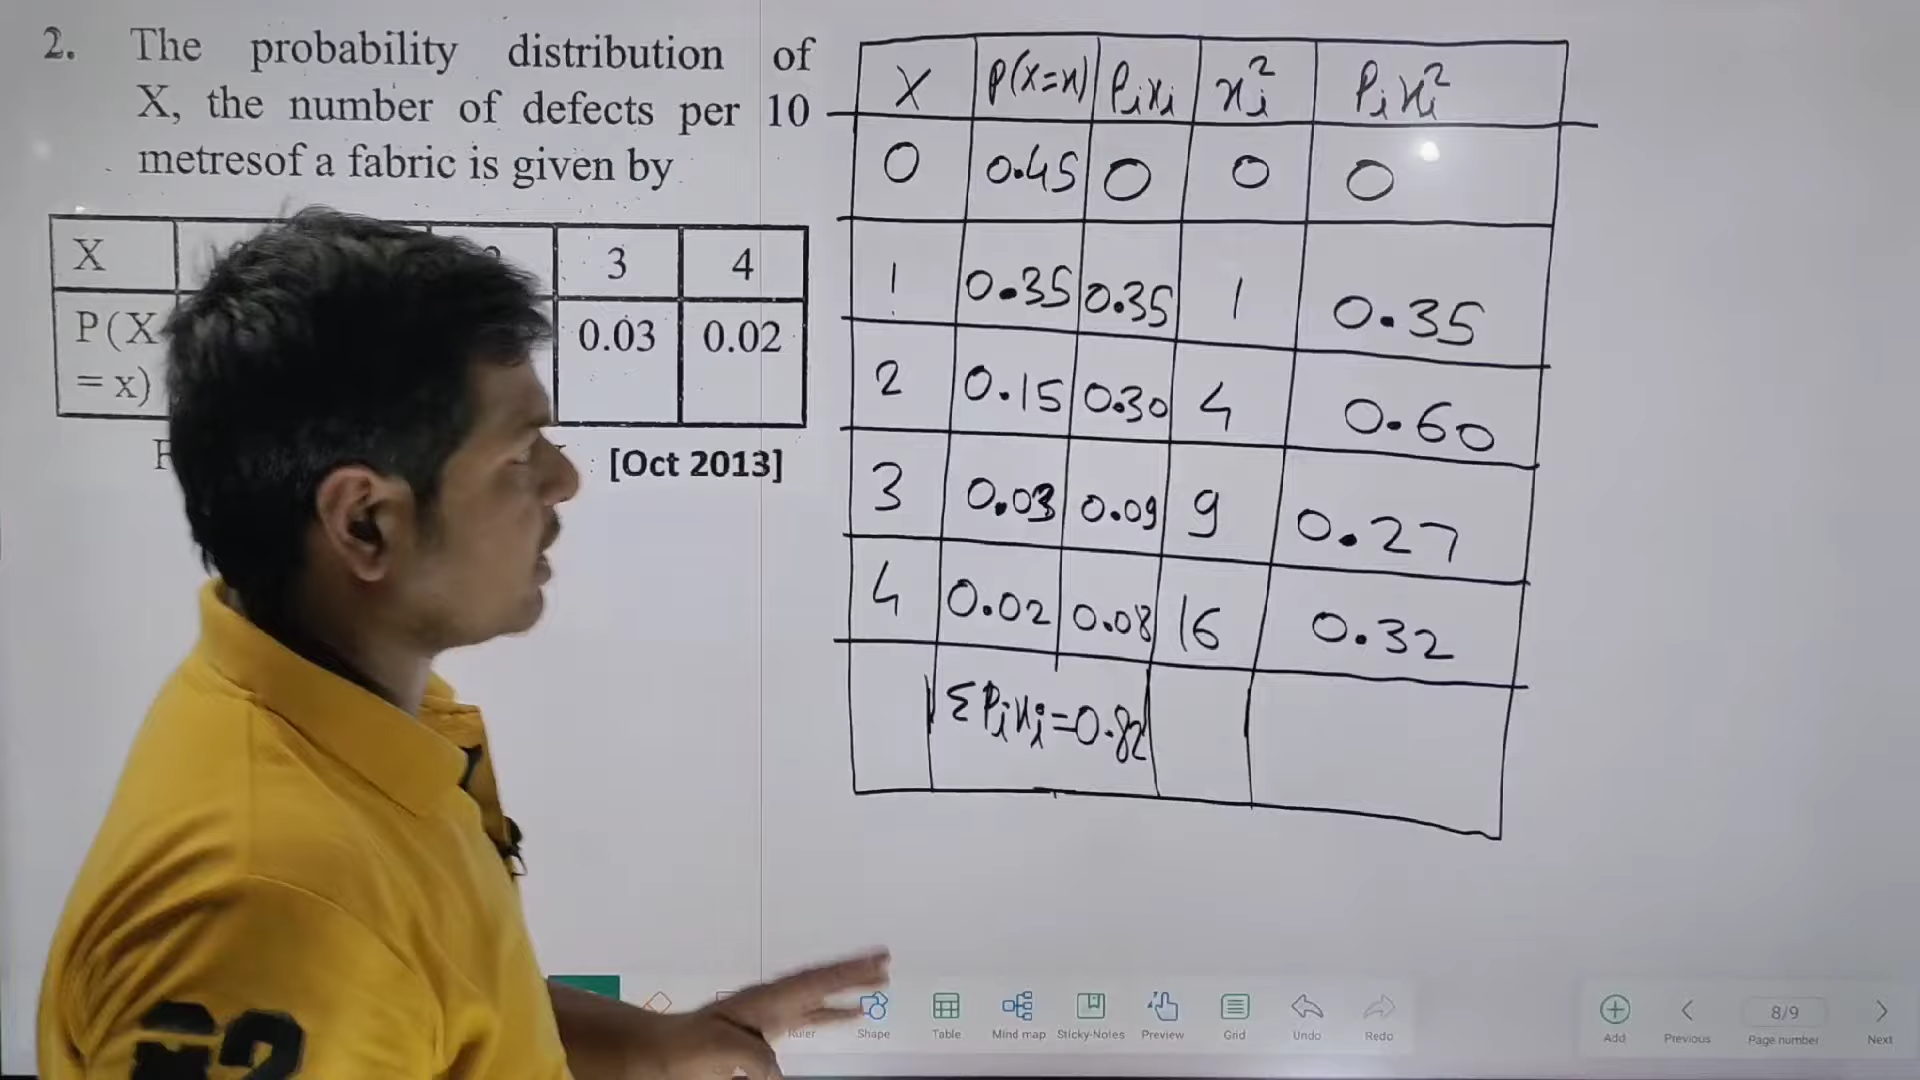 2. The probability distribution of
X, the number of defects per 10
metresof a fabric is given by
X 3 4
P(X 0.03 0.02
= x)
[Oct 2013]
X P(X=x) Pixi xi² Pixi²
0 0.45 0 0 0
1 0.35 0.35 1 0.35
2 0.15 0.30 4 0.60
3 0.03 0.09 9 0.27
4 0.02 0.08 16 0.32
ΣPixi=0.82
Ruler Shape Table Mind map Sticky-Notes Preview Grid Undo Redo
Add Previous 8/9 Page number Next